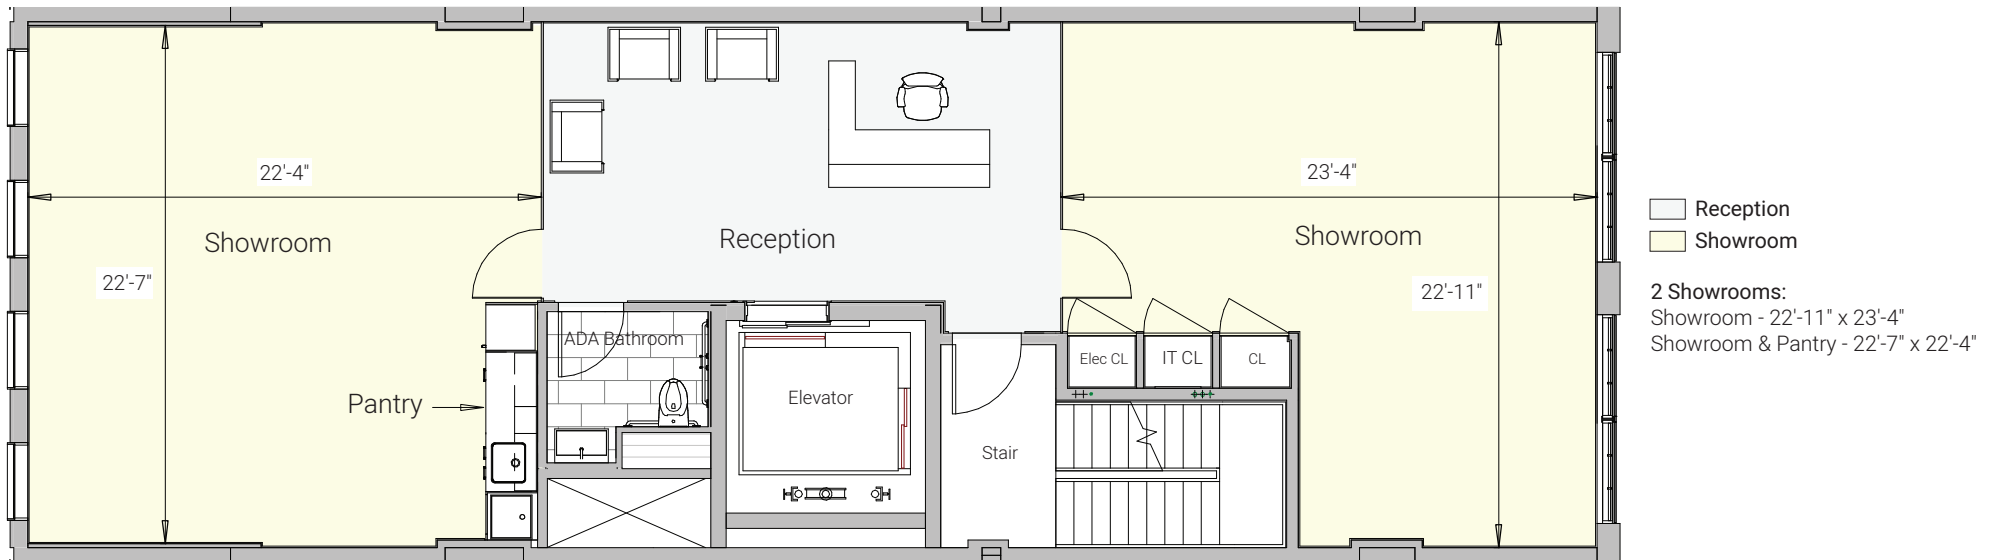 22'-4"
23'-4"
Showroom
Reception
Showroom
22'-7"
22'-11"
ADA Bathroom
Elec CL
IT CL
CL
Pantry
Elevator
Stair
Reception
Showroom
2 Showrooms:
Showroom - 22'-11" x 23'-4"
Showroom & Pantry - 22'-7" x 22'-4"